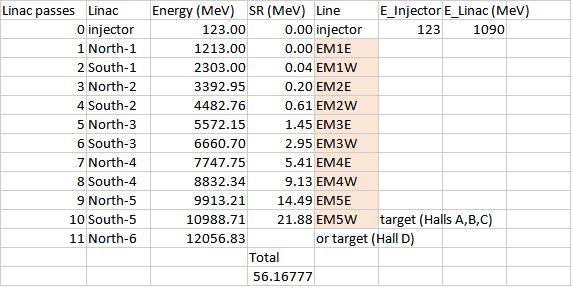 Linac passes Linac Energy (MeV) SR (MeV) Line E_Injector E_Linac (MeV)
0 injector 123.00 0.00 injector 123 1090
1 North-1 1213.00 0.00 EM1E
2 South-1 2303.00 0.04 EM1W
3 North-2 3392.95 0.20 EM2E
4 South-2 4482.76 0.61 EM2W
5 North-3 5572.15 1.45 EM3E
6 South-3 6660.70 2.95 EM3W
7 North-4 7747.75 5.41 EM4E
8 South-4 8832.34 9.13 EM4W
9 North-5 9913.21 14.49 EM5E
10 South-5 10988.71 21.88 EM5W target (Halls A,B,C)
11 North-6 12056.83 or target (Hall D)
Total
56.16777